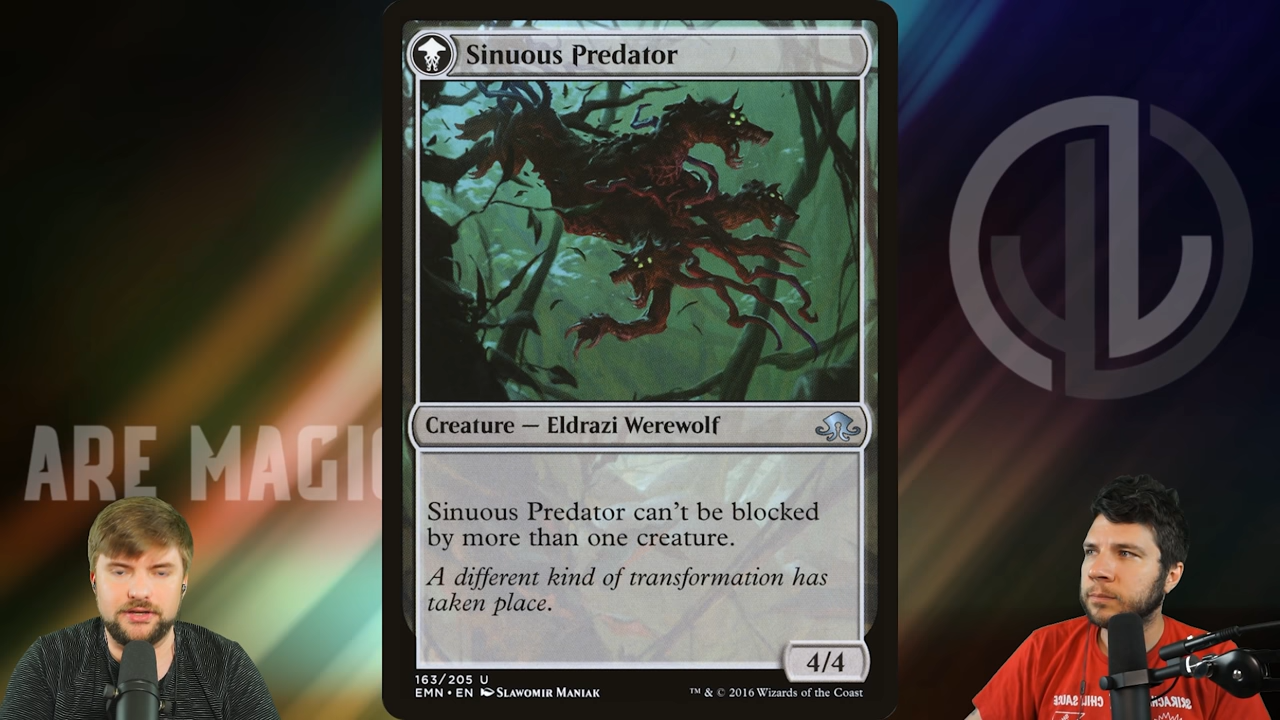 Sinuous Predator
ARE MAGIC
Creature — Eldrazi Werewolf
Sinuous Predator can't be blocked
by more than one creature.
A different kind of transformation has
taken place.
4/4
163/205 U
EMN • EN Slawomir Maniak
™ & © 2016 Wizards of the Coast